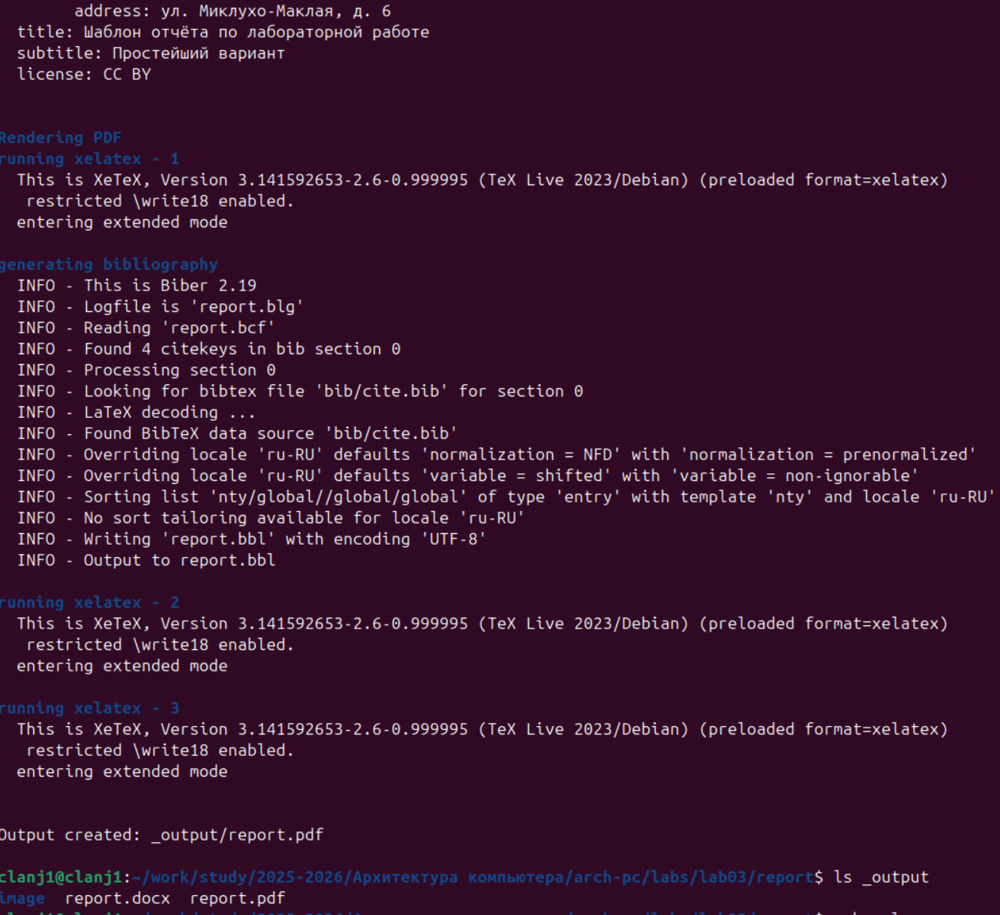 address: ул. Миклухо-Маклая, д. 6
title: Шаблон отчёта по лабораторной работе
subtitle: Простейший вариант
license: CC BY
Rendering PDF
running xelatex - 1
This is XeTeX, Version 3.141592653-2.6-0.999995 (TeX Live 2023/Debian) (preloaded format=xelatex)
restricted \write18 enabled.
entering extended mode
generating bibliography
INFO - This is Biber 2.19
INFO - Logfile is 'report.blg'
INFO - Reading 'report.bcf'
INFO - Found 4 citekeys in bib section 0
INFO - Processing section 0
INFO - Looking for bibtex file 'bib/cite.bib' for section 0
INFO - LaTeX decoding ...
INFO - Found BibTeX data source 'bib/cite.bib'
INFO - Overriding locale 'ru-RU' defaults 'normalization = NFD' with 'normalization = prenormalized'
INFO - Overriding locale 'ru-RU' defaults 'variable = shifted' with 'variable = non-ignorable'
INFO - Sorting list 'nty/global//global/global' of type 'entry' with template 'nty' and locale 'ru-RU'
INFO - No sort tailoring available for locale 'ru-RU'
INFO - Writing 'report.bbl' with encoding 'UTF-8'
INFO - Output to report.bbl
running xelatex - 2
This is XeTeX, Version 3.141592653-2.6-0.999995 (TeX Live 2023/Debian) (preloaded format=xelatex)
restricted \write18 enabled.
entering extended mode
running xelatex - 3
This is XeTeX, Version 3.141592653-2.6-0.999995 (TeX Live 2023/Debian) (preloaded format=xelatex)
restricted \write18 enabled.
entering extended mode
Output created: _output/report.pdf
clanj1@clanj1:~/work/study/2025-2026/Архитектура компьютера/arch-pc/labs/lab03/report$ ls _output
image report.docx report.pdf